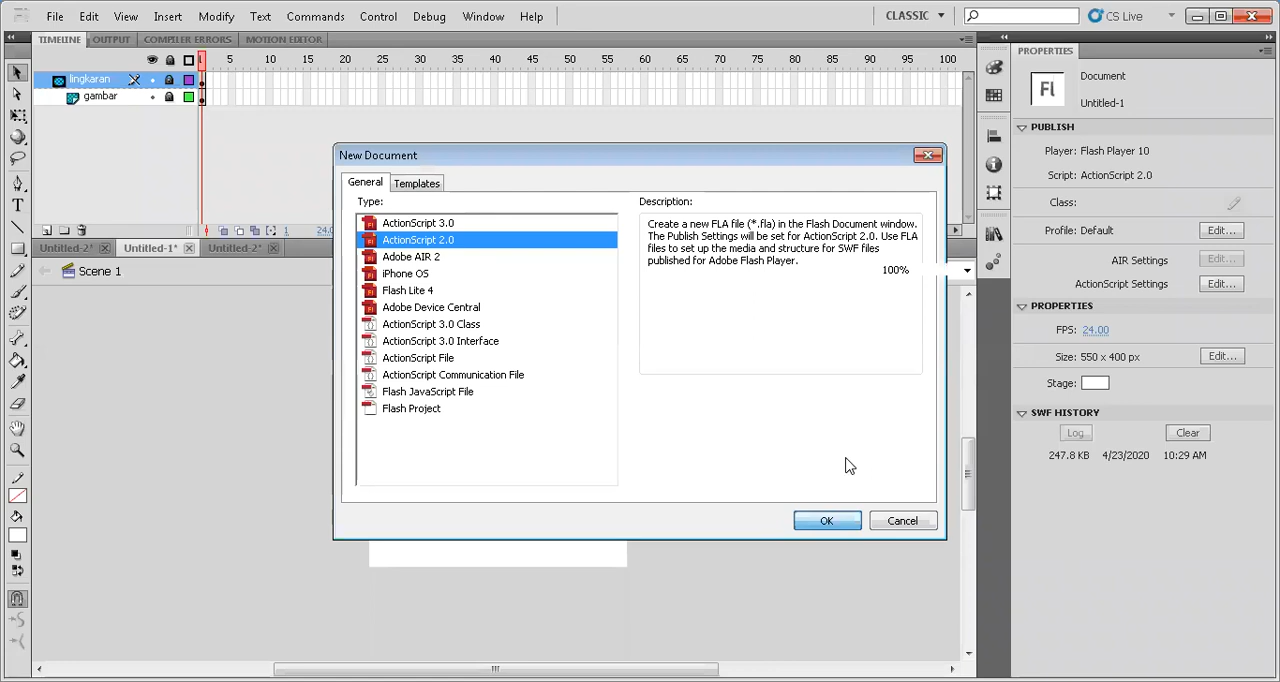 File Edit View Insert Modify Text Commands Control Debug Window Help CLASSIC CS Live
TIMELINE OUTPUT COMPILER ERRORS MOTION EDITOR
1 5 10 15 20 25 30 35 40 45 50 55 60 65 70 75 80 85 90 95 100
lingkaran
gambar
1 24.0
Untitled-2* Untitled-1* Untitled-2*
Scene 1
100%
New Document
General Templates
Type:
ActionScript 3.0
ActionScript 2.0
Adobe AIR 2
iPhone OS
Flash Lite 4
Adobe Device Central
ActionScript 3.0 Class
ActionScript 3.0 Interface
ActionScript File
ActionScript Communication File
Flash JavaScript File
Flash Project
Description:
Create a new FLA file (*.fla) in the Flash Document window.
The Publish Settings will be set for ActionScript 2.0. Use FLA
files to set up the media and structure for SWF files
published for Adobe Flash Player.
OK Cancel
PROPERTIES
Fl
Document
Untitled-1
PUBLISH
Player: Flash Player 10
Script: ActionScript 2.0
Class:
Profile: Default Edit...
AIR Settings Edit...
ActionScript Settings Edit...
PROPERTIES
FPS: 24.00
Size: 550 x 400 px Edit...
Stage:
SWF HISTORY
Log Clear
247.8 KB 4/23/2020 10:29 AM